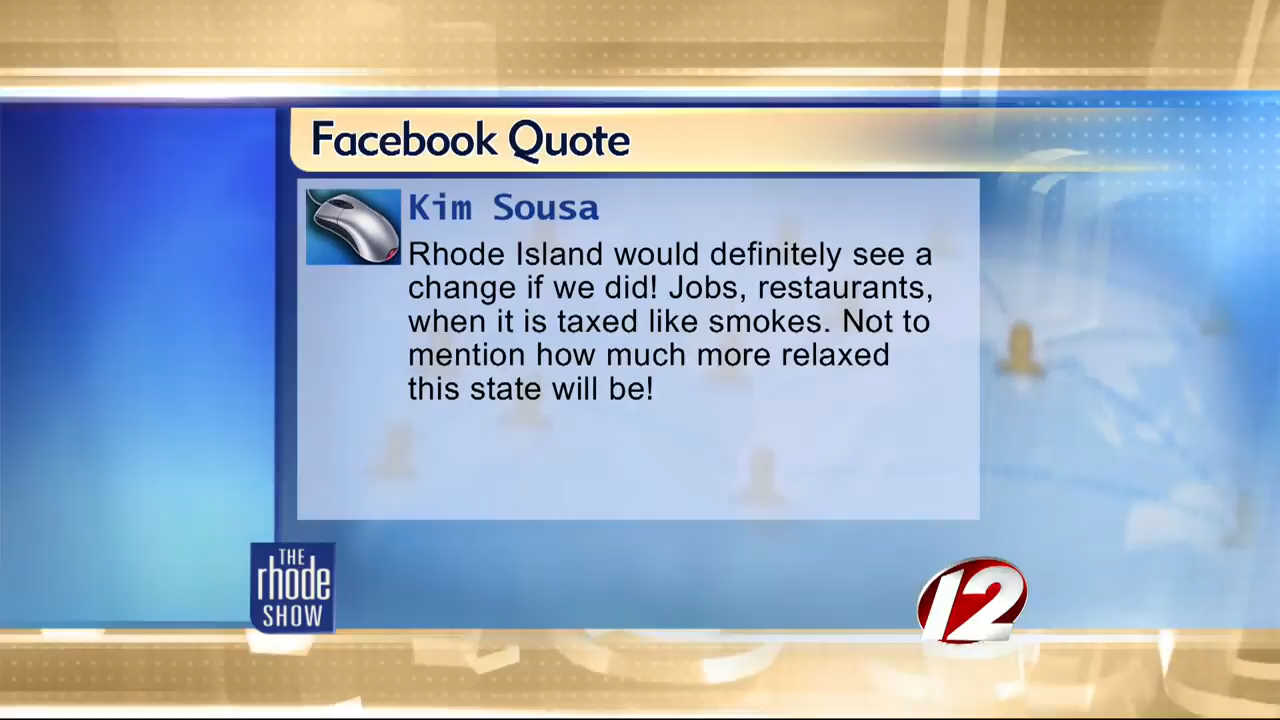 Facebook Quote
Kim Sousa
Rhode Island would definitely see a
change if we did! Jobs, restaurants,
when it is taxed like smokes. Not to
mention how much more relaxed
this state will be!
THE
rhode
SHOW
12